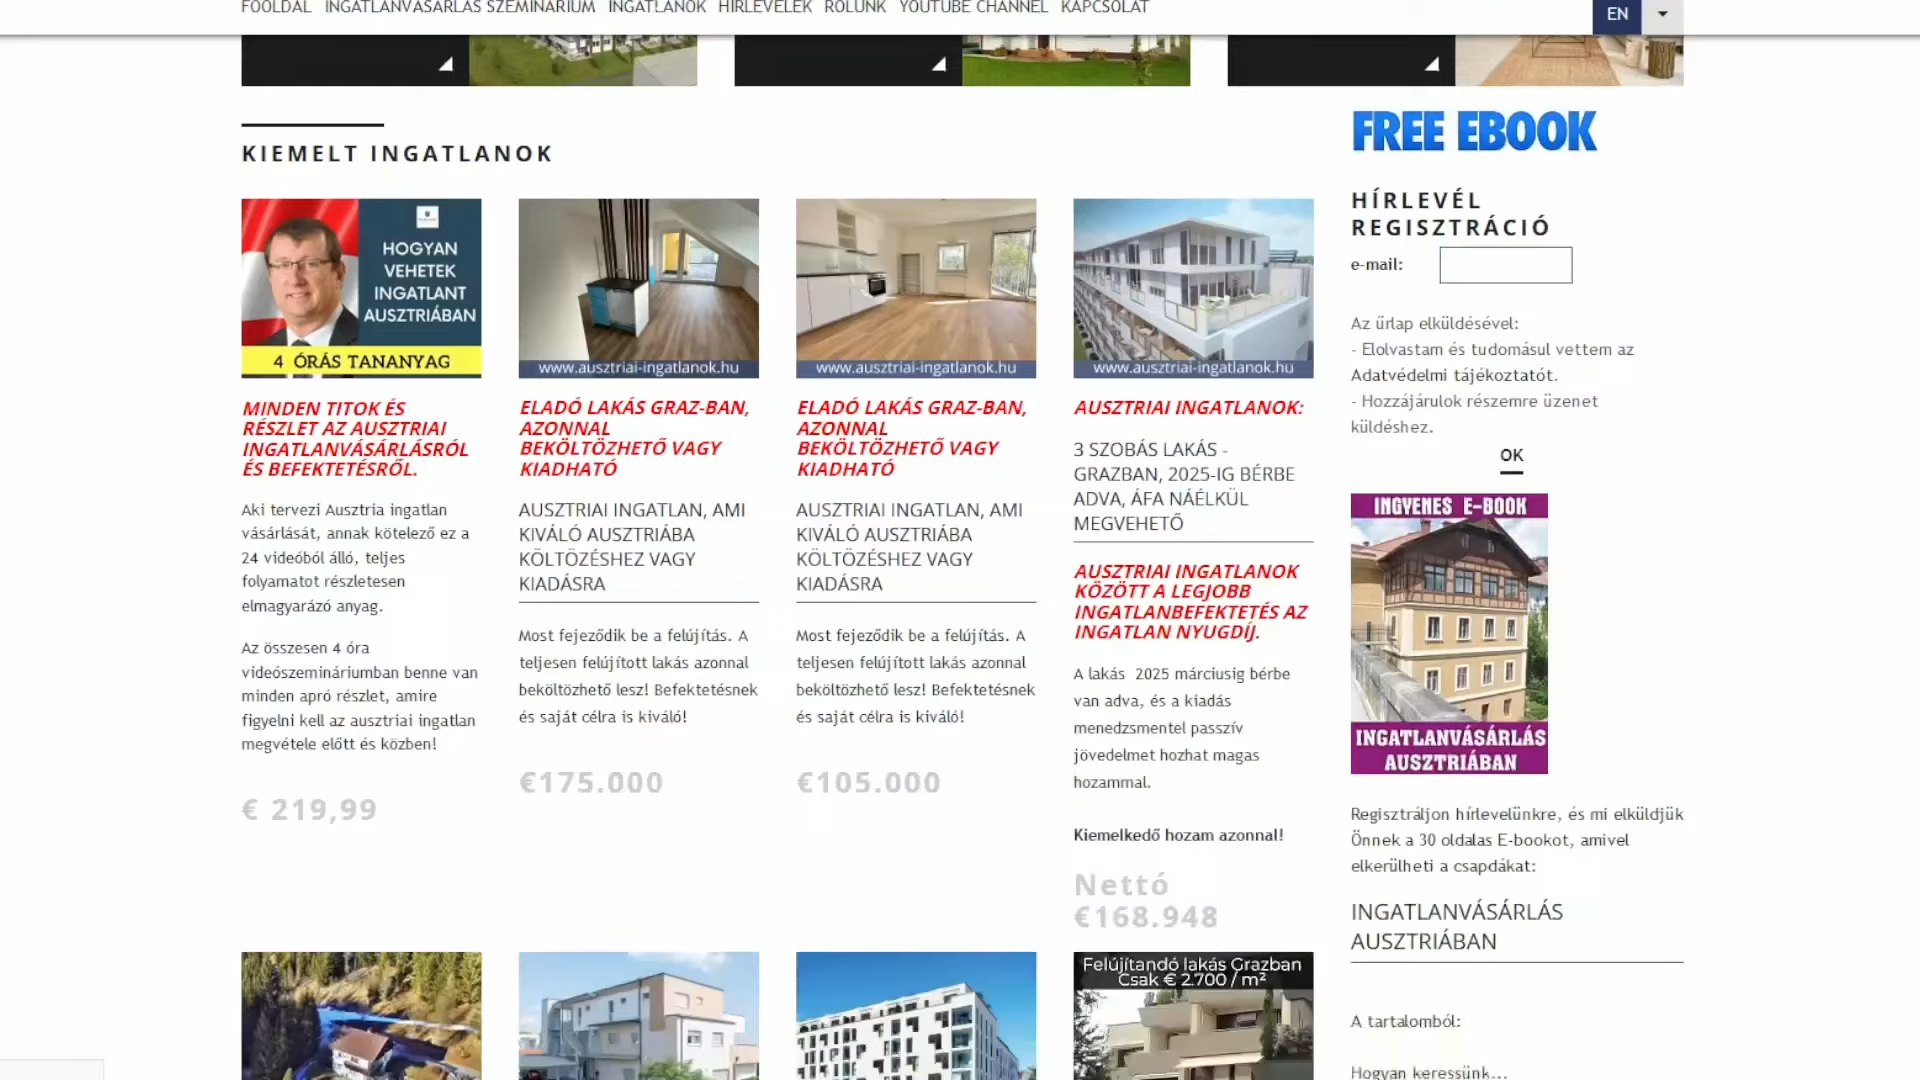 FŐOLDAL INGATLANVÁSÁRLÁS SZEMINÁRIUM INGATLANOK HÍRLEVELEK RÓLUNK YOUTUBE CHANNEL KAPCSOLAT
EN
KIEMELT INGATLANOK
HOGYAN
VEHETEK
INGATLANT
AUSZTRIÁBAN
4 ÓRÁS TANANYAG
MINDEN TITOK ÉS
RÉSZLET AZ AUSZTRIAI
INGATLANVÁSÁRLÁSRÓL
ÉS BEFEKTETÉSRŐL.
Aki tervezi Ausztria ingatlan
vásárlását, annak kötelező ez a
24 videóból álló, teljes
folyamatot részletesen
elmagyarázó anyag.
Az összesen 4 óra
videószemináriumban benne van
minden apró részlet, amire
figyelni kell az ausztriai ingatlan
megvétele előtt és közben!
€ 219,99
www.ausztriai-ingatlanok.hu
ELADÓ LAKÁS GRAZ-BAN,
AZONNAL
BEKÖLTÖZHETŐ VAGY
KIADHATÓ
AUSZTRIAI INGATLAN, AMI
KIVÁLÓ AUSZTRIÁBA
KÖLTÖZÉSHEZ VAGY
KIADÁSRA
Most fejeződik be a felújítás. A
teljesen felújított lakás azonnal
beköltözhető lesz! Befektetésnek
és saját célra is kiváló!
€175.000
www.ausztriai-ingatlanok.hu
ELADÓ LAKÁS GRAZ-BAN,
AZONNAL
BEKÖLTÖZHETŐ VAGY
KIADHATÓ
AUSZTRIAI INGATLAN, AMI
KIVÁLÓ AUSZTRIÁBA
KÖLTÖZÉSHEZ VAGY
KIADÁSRA
Most fejeződik be a felújítás. A
teljesen felújított lakás azonnal
beköltözhető lesz! Befektetésnek
és saját célra is kiváló!
€105.000
www.ausztriai-ingatlanok.hu
AUSZTRIAI INGATLANOK:
3 SZOBÁS LAKÁS -
GRAZBAN, 2025-IG BÉRBE
ADVA, ÁFA NÁÉLKÜL
MEGVEHETŐ
AUSZTRIAI INGATLANOK
KÖZÖTT A LEGJOBB
INGATLANBEFEKTETÉS AZ
INGATLAN NYUGDÍJ.
A lakás 2025 márciusig bérbe
van adva, és a kiadás
menedzsmentel passzív
jövedelmet hozhat magas
hozammal.
Kiemelkedő hozam azonnal!
Nettó
€168.948
Felújítandó lakás Grazban
Csak € 2.700 / m²
FREE EBOOK
HÍRLEVÉL
REGISZTRÁCIÓ
e-mail:
Az űrlap elküldésével:
- Elolvastam és tudomásul vettem az
Adatvédelmi tájékoztatót.
- Hozzájárulok részemre üzenet
küldéshez.
OK
INGYENES E-BOOK
INGATLANVÁSÁRLÁS
AUSZTRIÁBAN
Regisztráljon hírlevelünkre, és mi elküldjük
Önnek a 30 oldalas E-bookot, amivel
elkerülheti a csapdákat:
INGATLANVÁSÁRLÁS
AUSZTRIÁBAN
A tartalomból:
Hogyan keressünk...